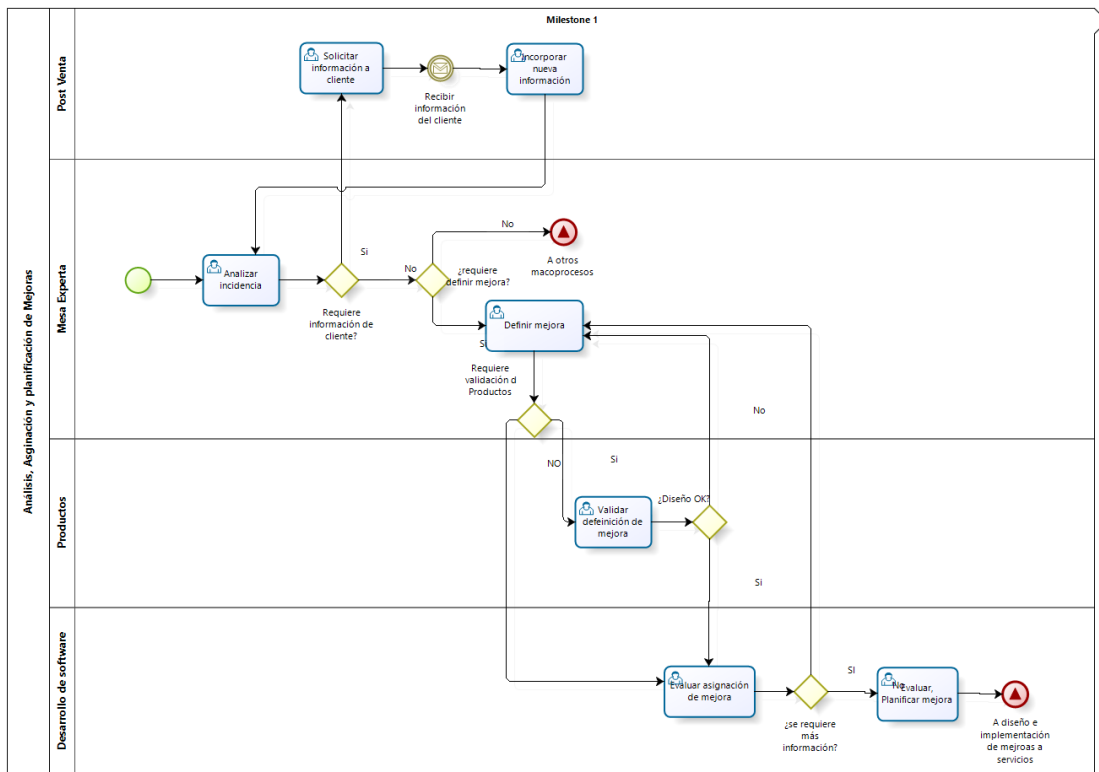 Milestone 1
Análisis, Asginación y planificación de Mejoras
Post Venta
Solicitar
información a
cliente
Recibir
información
del cliente
Incorporar
nueva
información
Mesa Experta
Analizar
incidencia
Si
Requiere
información de
cliente?
No
¿requiere
definir mejora?
No
A otros
macoprocesos
Definir mejora
Si
Requiere
validación d
Productos
No
Productos
NO
Si
Validar
defeinición de
mejora
¿Diseño OK?
No
Si
Desarrollo de software
Evaluar asignación
de mejora
¿se requiere
más
información?
SI
No
Evaluar,
Planificar mejora
A diseño e
implementación
de mejroas a
servicios